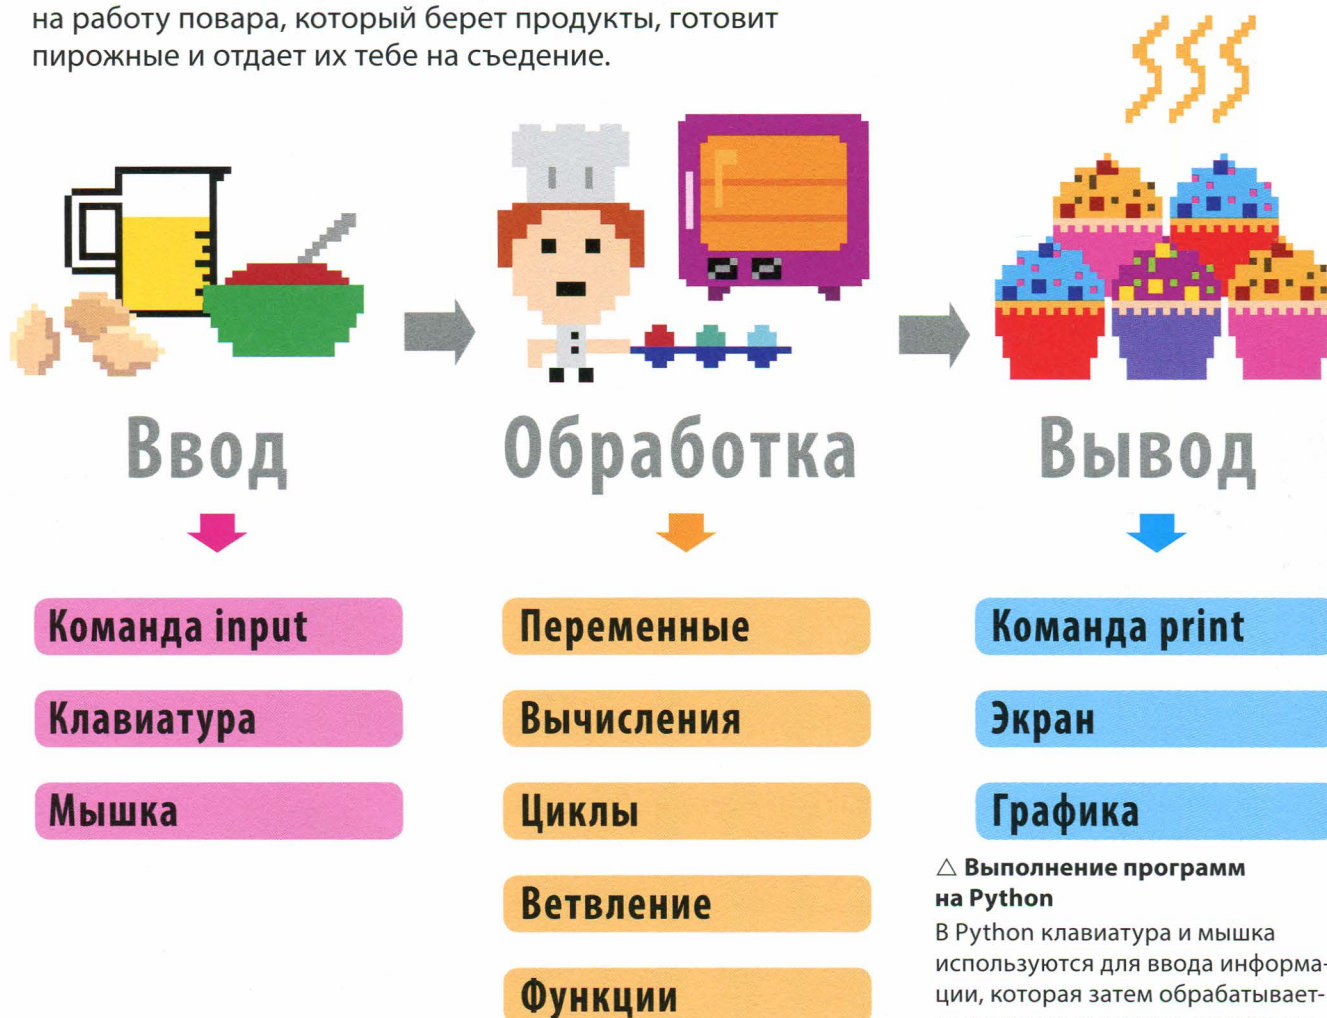 на работу повара, который берет продукты, готовит
пирожные и отдает их тебе на съедение.
Ввод
Обработка
Вывод
Команда input
Клавиатура
Мышка
Переменные
Вычисления
Циклы
Ветвление
Функции
Команда print
Экран
Графика
△ Выполнение программ
на Python
В Python клавиатура и мышка
используются для ввода информа-
ции, которая затем обрабатывает-